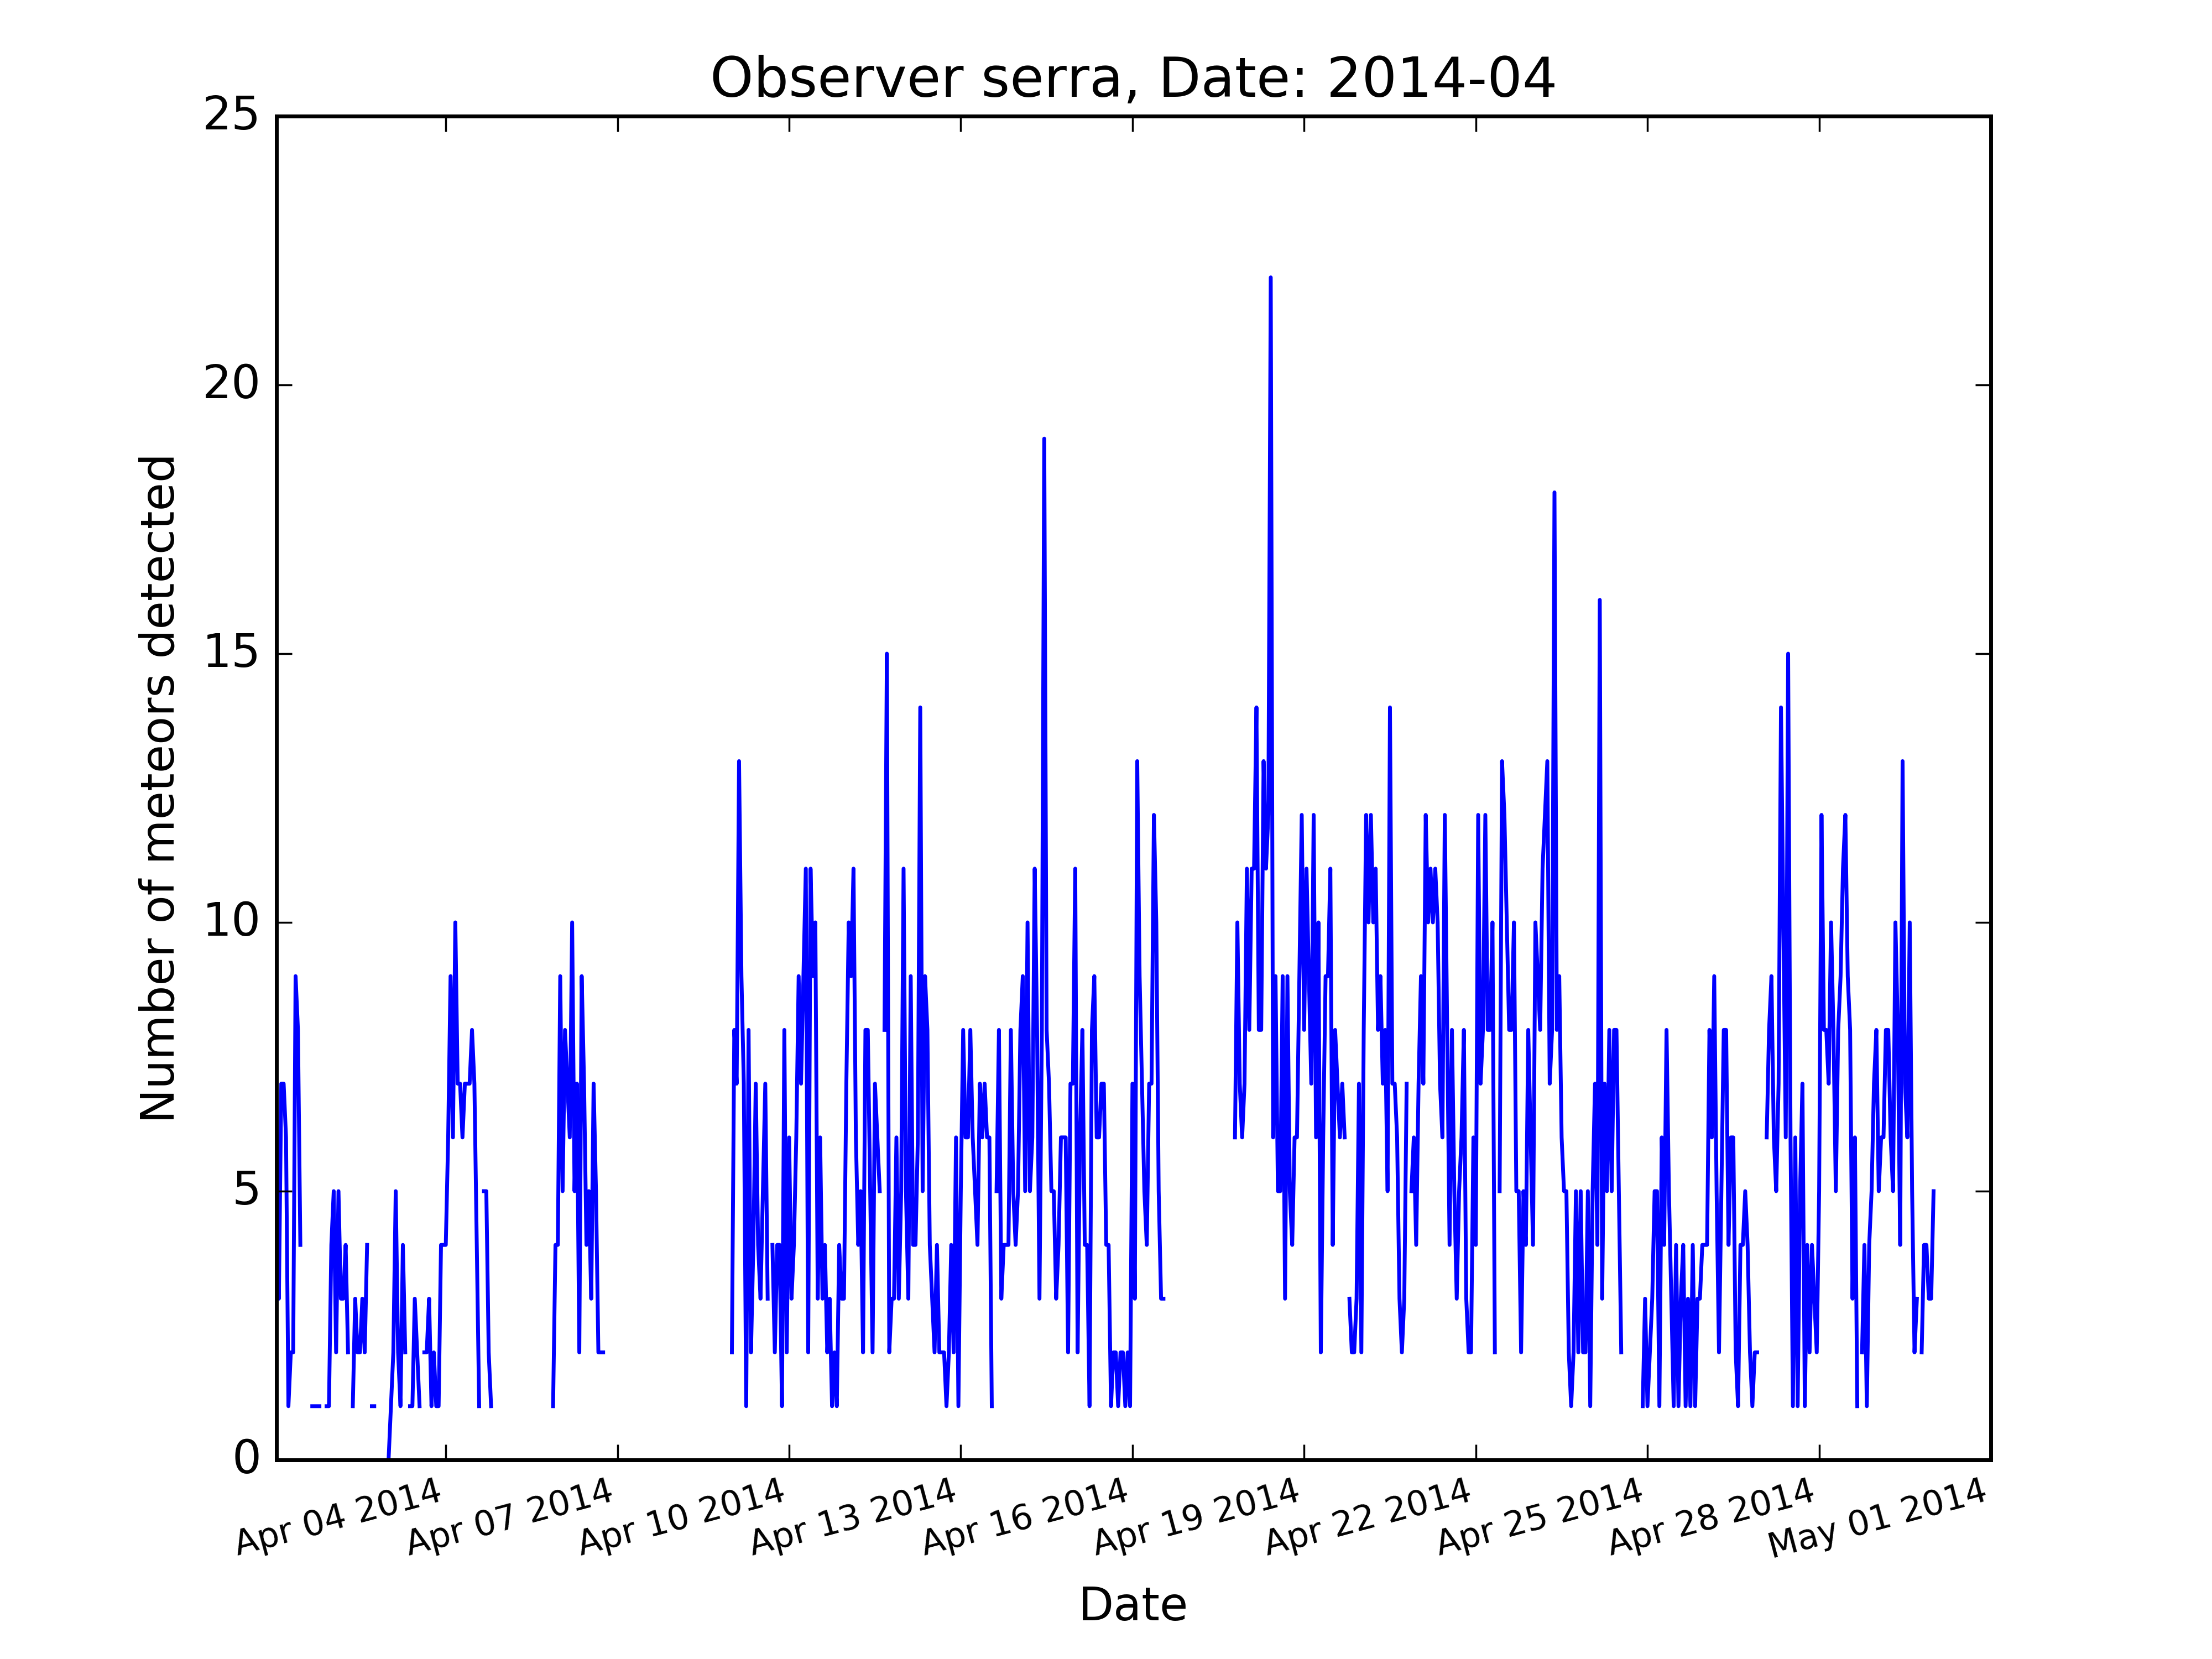 Observer serra, Date: 2014-04
25
20
15
10
5
0
Number of meteors detected
Apr 04 2014
Apr 07 2014
Apr 10 2014
Apr 13 2014
Apr 16 2014
Apr 19 2014
Apr 22 2014
Apr 25 2014
Apr 28 2014
May 01 2014
Date